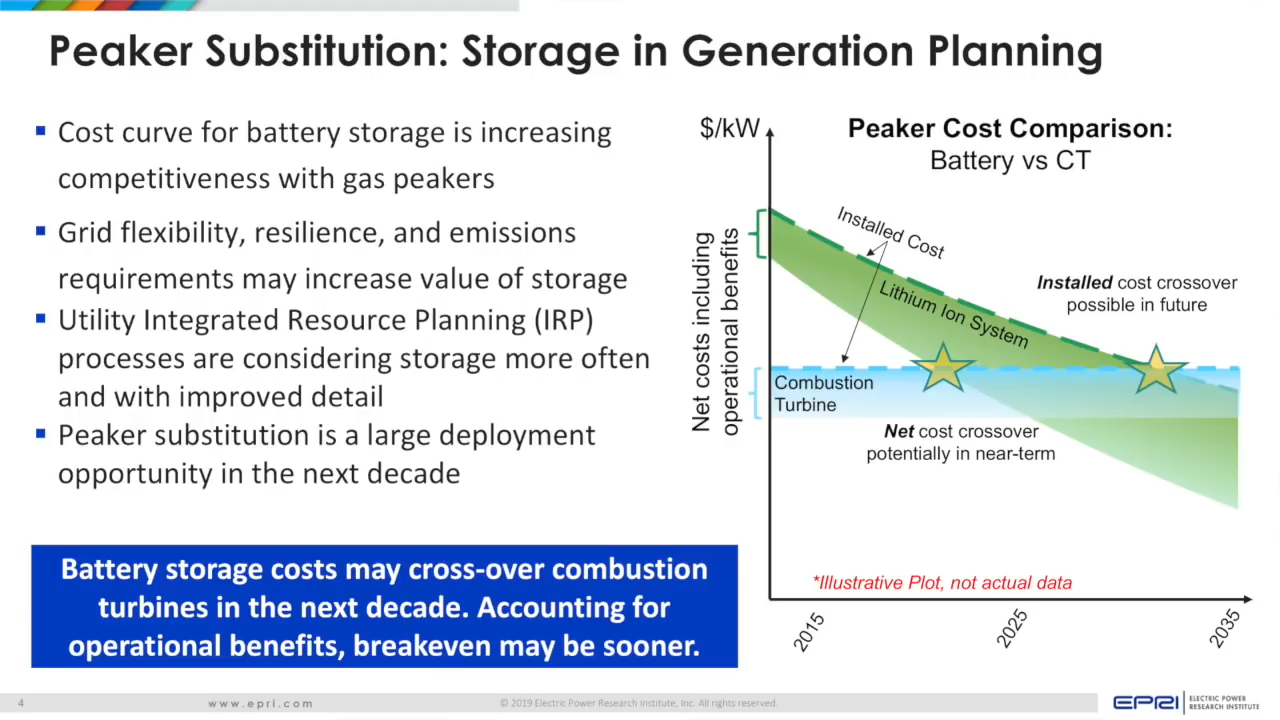 Peaker Substitution: Storage in Generation Planning
▪ Cost curve for battery storage is increasing
competitiveness with gas peakers
▪ Grid flexibility, resilience, and emissions
requirements may increase value of storage
▪ Utility Integrated Resource Planning (IRP)
processes are considering storage more often
and with improved detail
▪ Peaker substitution is a large deployment
opportunity in the next decade
Battery storage costs may cross-over combustion
turbines in the next decade. Accounting for
operational benefits, breakeven may be sooner.
$/kW
Peaker Cost Comparison:
Battery vs CT
Net costs including
operational benefits
Installed Cost
Lithium Ion System
Installed cost crossover
possible in future
Combustion
Turbine
Net cost crossover
potentially in near-term
*Illustrative Plot, not actual data
2015
2025
2035
4
www.epri.com
© 2019 Electric Power Research Institute, Inc. All rights reserved.
EPRI
ELECTRIC POWER
RESEARCH INSTITUTE